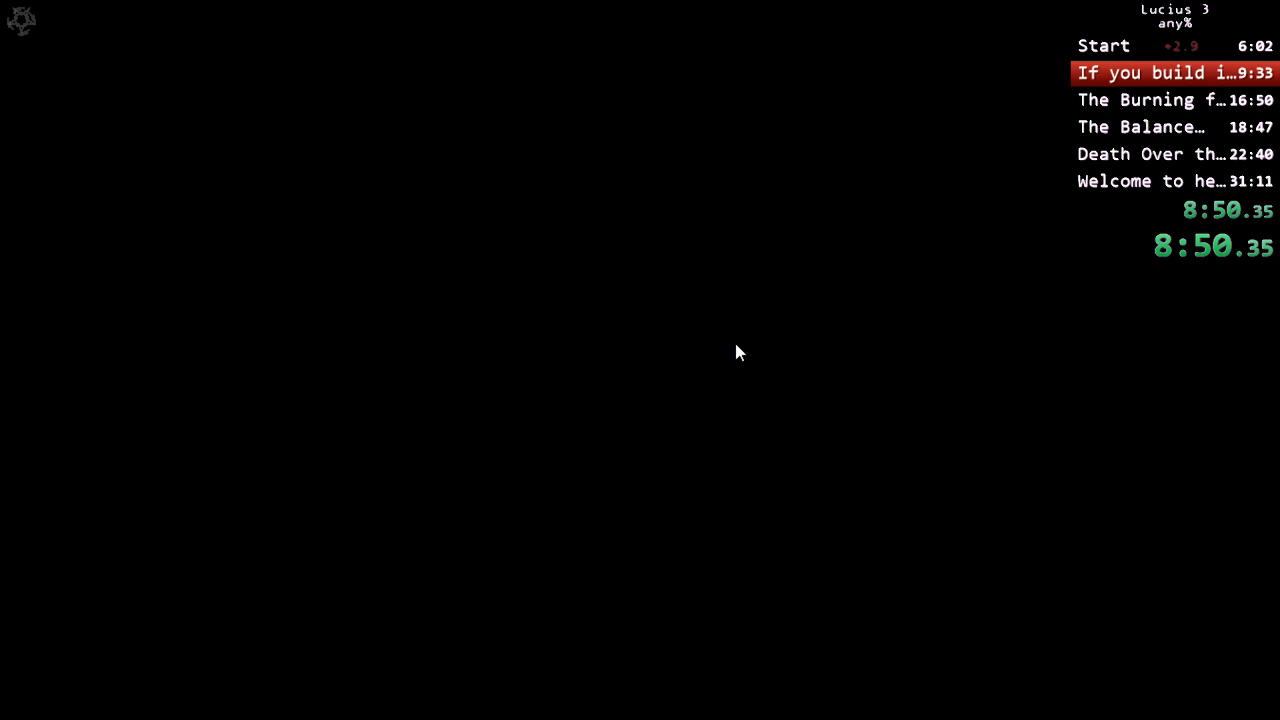 Lucius 3
any%
Start +2.9 6:02
If you build i…9:33
The Burning f…16:50
The Balance… 18:47
Death Over th…22:40
Welcome to he…31:11
8:50.35
8:50.35